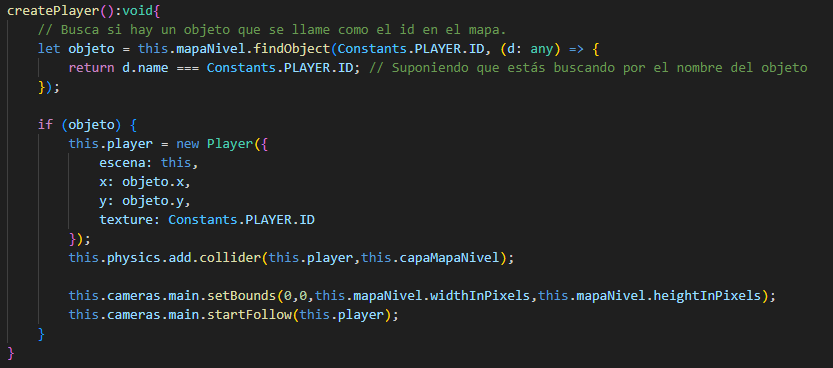 createPlayer():void{
// Busca si hay un objeto que se llame como el id en el mapa.
let objeto = this.mapaNivel.findObject(Constants.PLAYER.ID, (d: any) => {
return d.name === Constants.PLAYER.ID; // Suponiendo que estás buscando por el nombre del objeto
});
if (objeto) {
this.player = new Player({
escena: this,
x: objeto.x,
y: objeto.y,
texture: Constants.PLAYER.ID
});
this.physics.add.collider(this.player,this.capaMapaNivel);
this.cameras.main.setBounds(0,0,this.mapaNivel.widthInPixels,this.mapaNivel.heightInPixels);
this.cameras.main.startFollow(this.player);
}
}